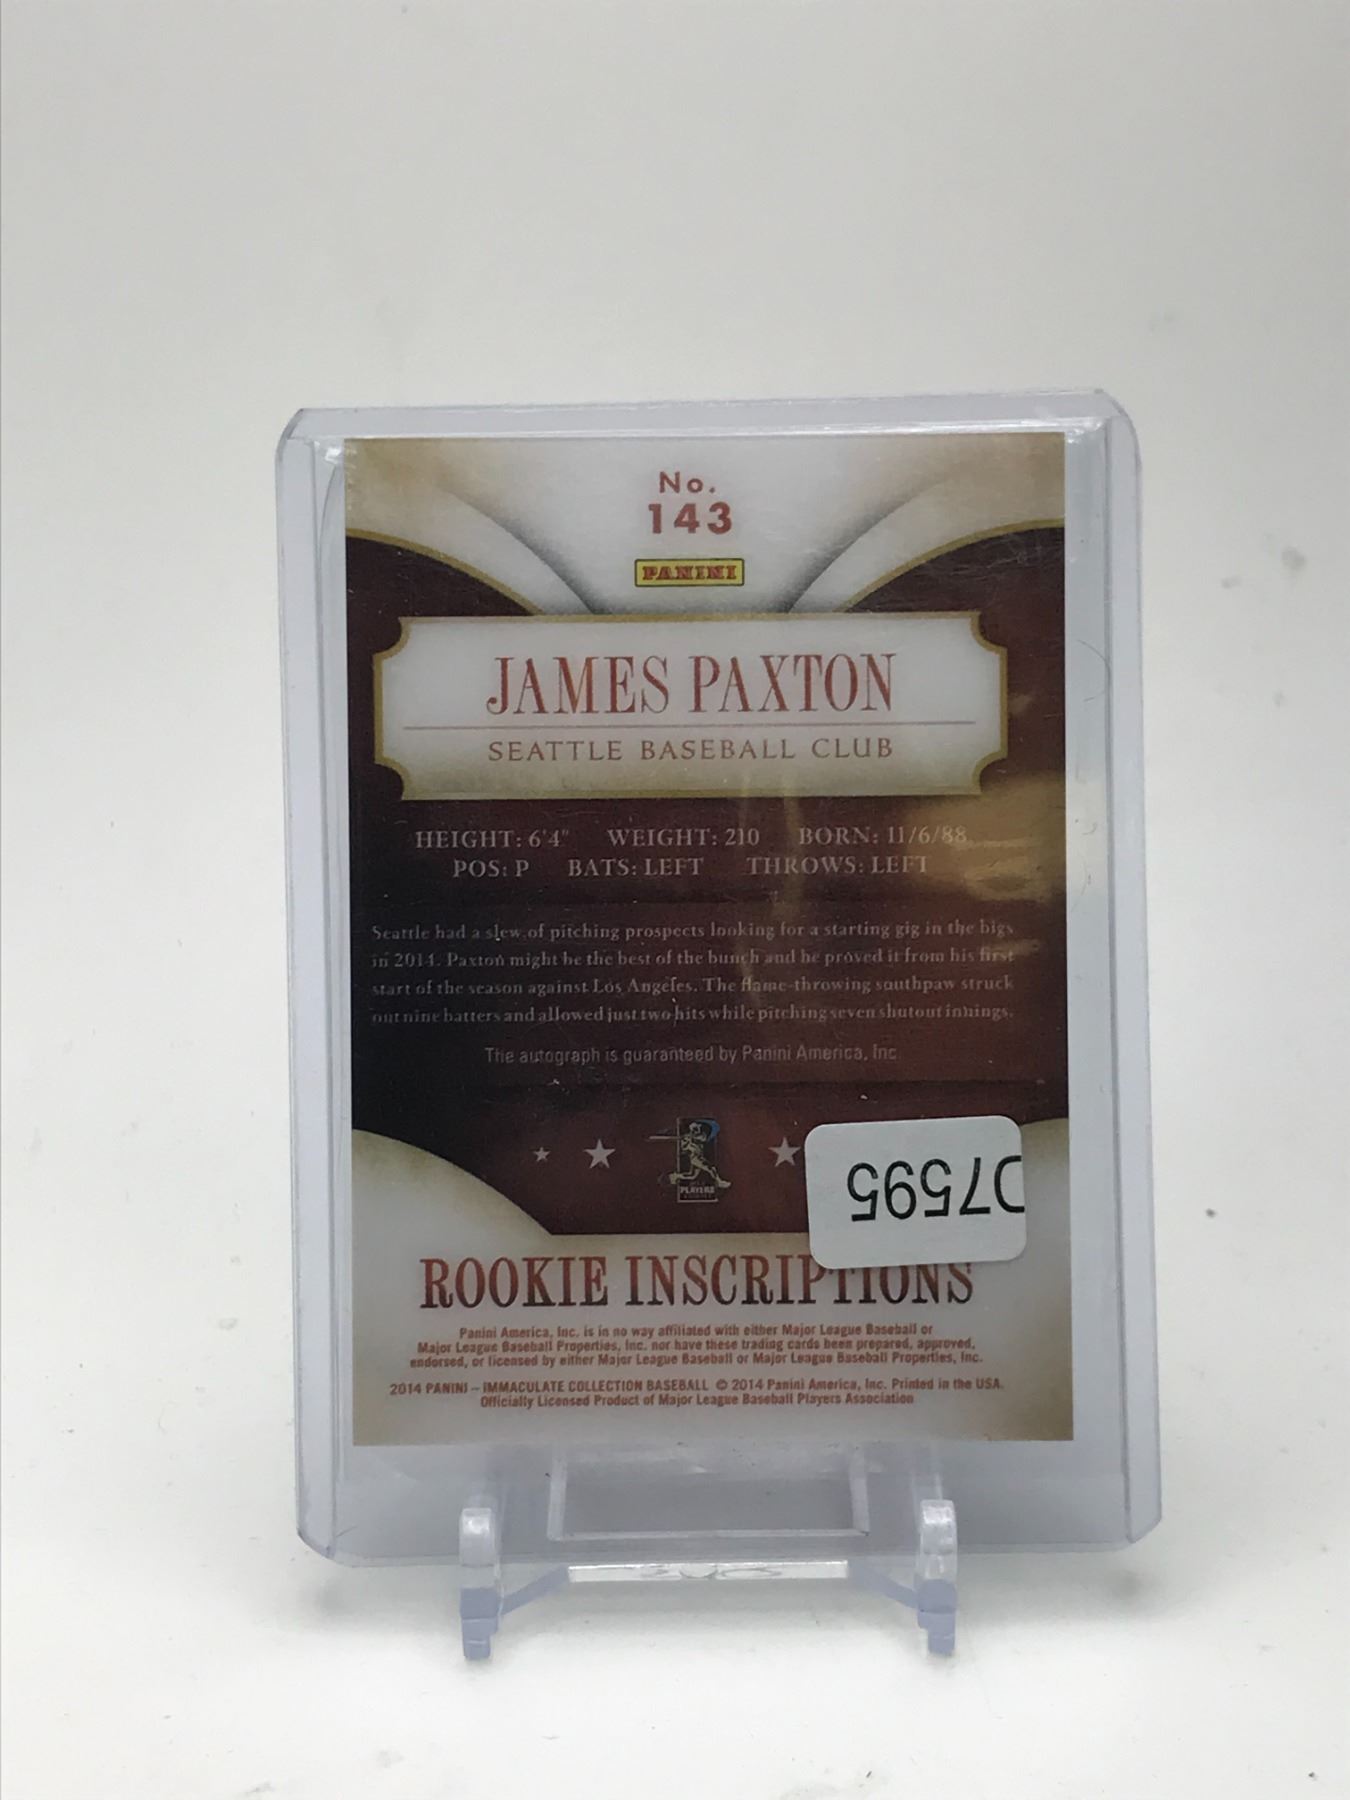 No.
143
PANINI
JAMES PAXTON
SEATTLE BASEBALL CLUB
HEIGHT: 6'4" WEIGHT: 210 BORN: 11/6/88
POS: P BATS: LEFT THROWS: LEFT
Seattle had a slew of pitching prospects looking for a starting gig in the bigs
in 2014. Paxton might be the best of the bunch and he proved it from his first
start of the season against Los Angeles. The flame-throwing southpaw struck
out nine batters and allowed just two hits while pitching seven shutout innings.
The autograph is guaranteed by Panini America, Inc.
PLAYERS
D7595
ROOKIE INSCRIPTIONS
Panini America, Inc. is in no way affiliated with either Major League Baseball or
Major League Baseball Properties, Inc. nor have these trading cards been prepared, approved,
endorsed, or licensed by either Major League Baseball or Major League Baseball Properties, Inc.
2014 PANINI – IMMACULATE COLLECTION BASEBALL © 2014 Panini America, Inc. Printed in the USA.
Officially Licensed Product of Major League Baseball Players Association